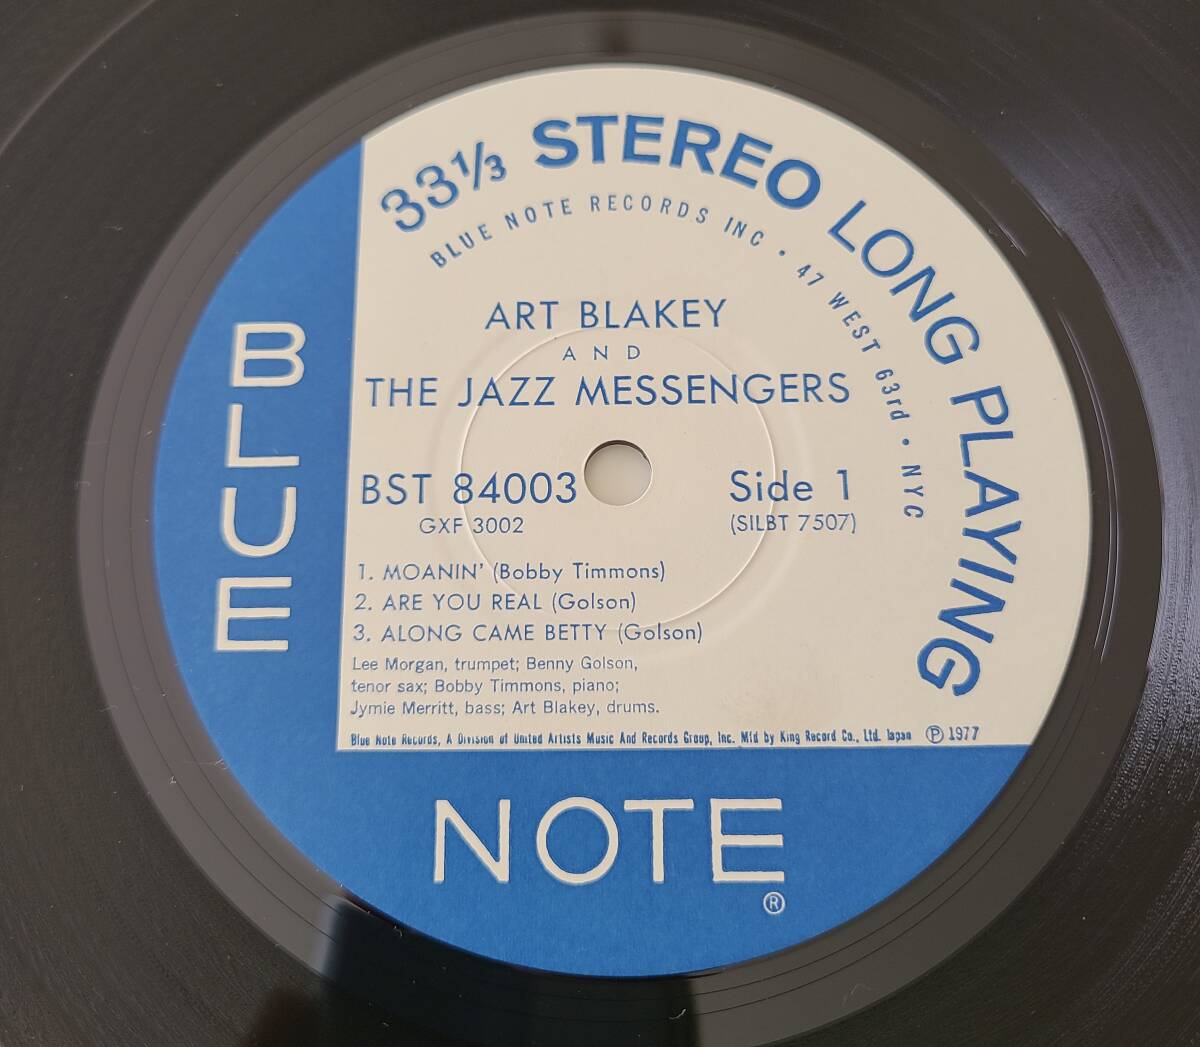 33 1/3 STEREO LONG PLAYING
BLUE NOTE RECORDS INC • 47 WEST 63rd • NYC
ART BLAKEY
AND
THE JAZZ MESSENGERS
BST 84003 Side 1
GXF 3002 (SILBT 7507)
1. MOANIN' (Bobby Timmons)
2. ARE YOU REAL (Golson)
3. ALONG CAME BETTY (Golson)
Lee Morgan, trumpet; Benny Golson,
tenor sax; Bobby Timmons, piano;
Jymie Merritt, bass; Art Blakey, drums.
Blue Note Records, A Division of United Artists Music And Records Group, Inc. Mfd by King Record Co., Ltd. Japan ℗ 1977
BLUE
NOTE
®